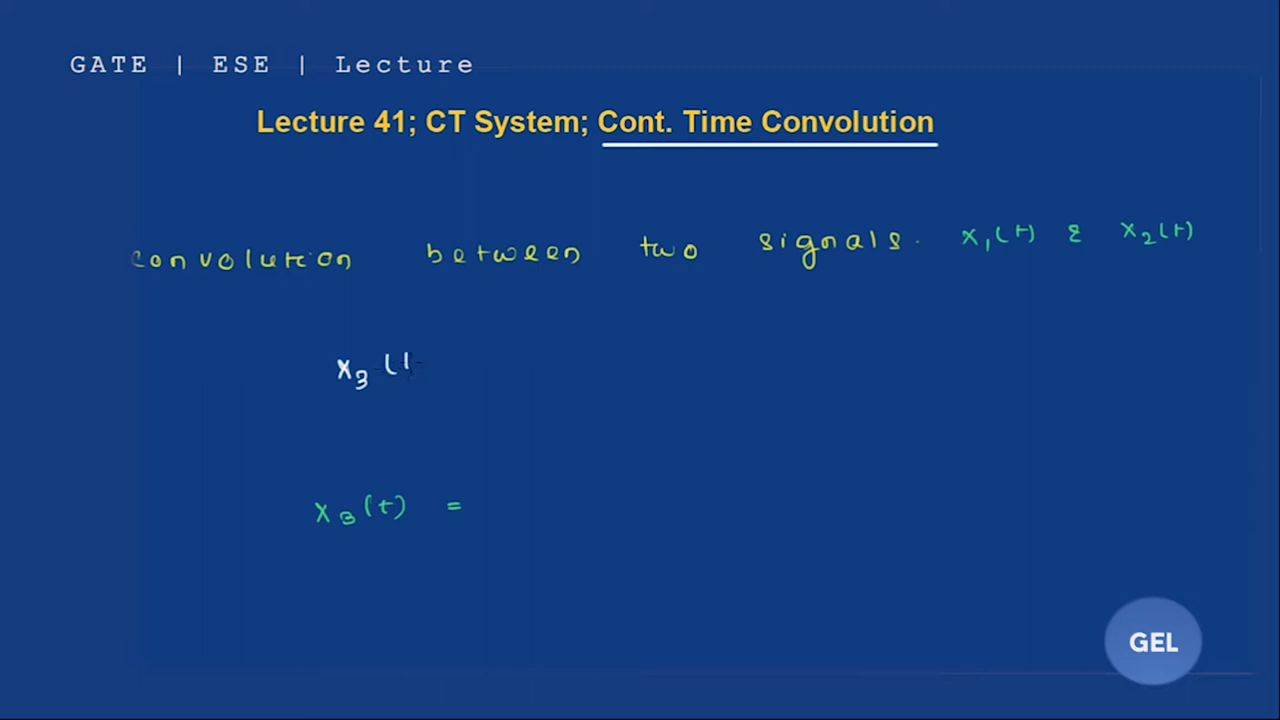 GATE | ESE | Lecture
Lecture 41; CT System; Cont. Time Convolution
convolution between two signals. x₁(t) & x₂(t)
x₃(t
x₃(t) =
GEL